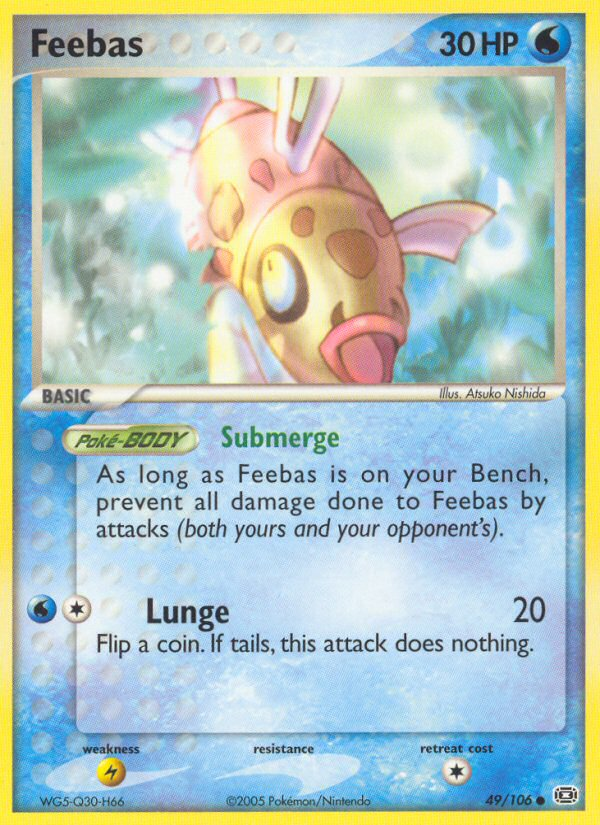 Feebas 30 HP
BASIC
Illus. Atsuko Nishida
Poké-BODY Submerge
As long as Feebas is on your Bench,
prevent all damage done to Feebas by
attacks (both yours and your opponent's).
Lunge 20
Flip a coin. If tails, this attack does nothing.
weakness resistance retreat cost
WG5-Q30-H66 ©2005 Pokémon/Nintendo 49/106